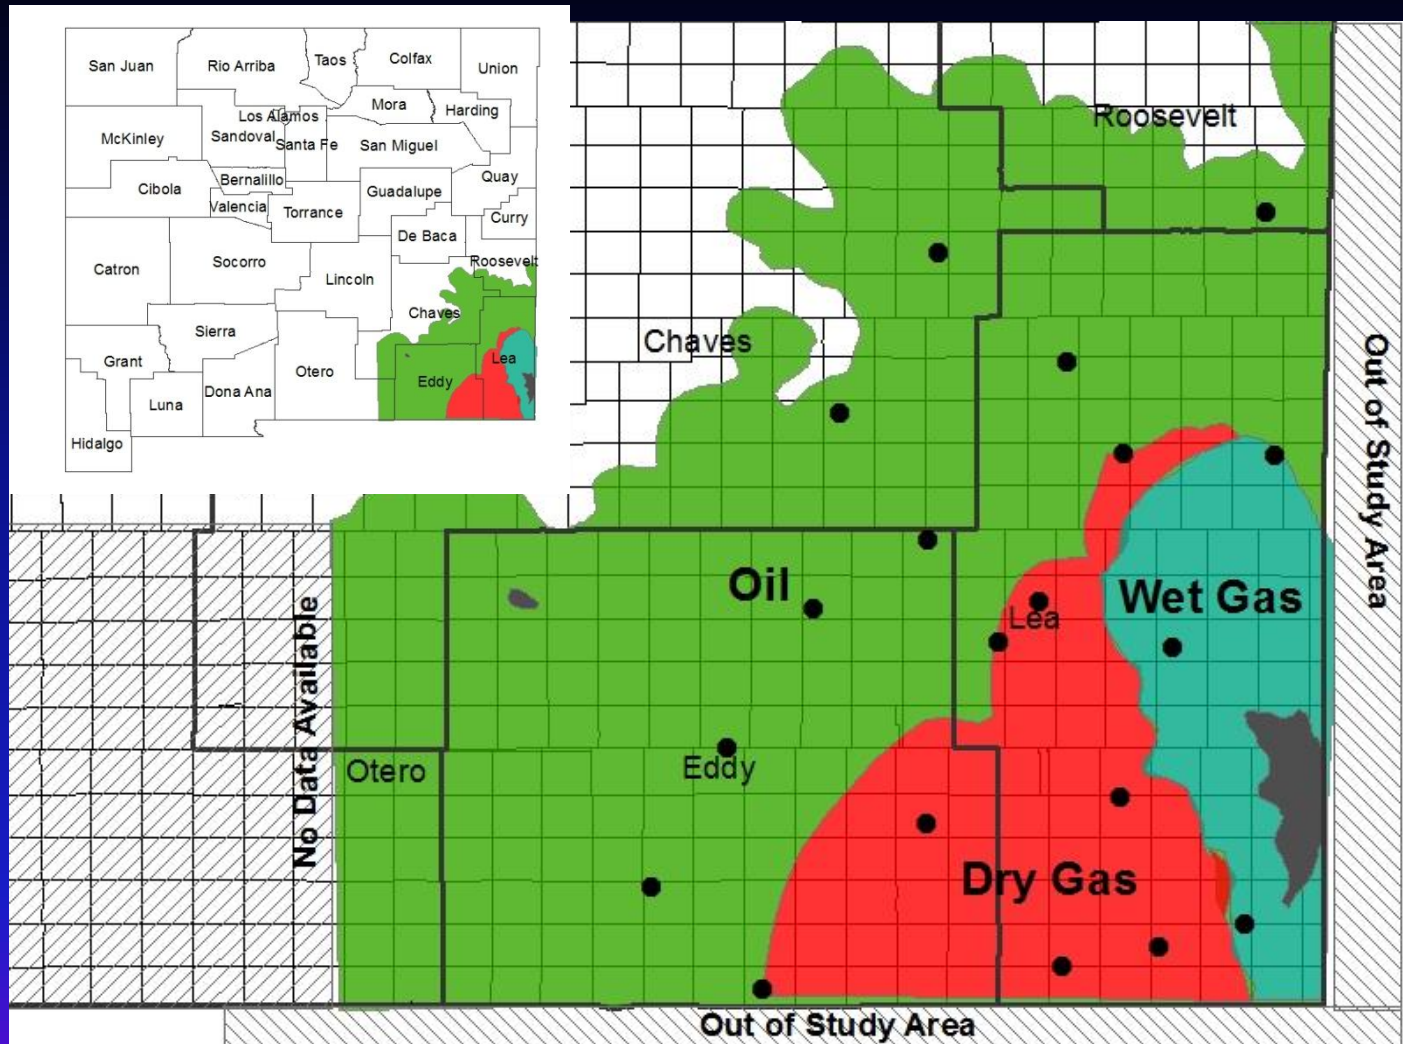 San Juan
Rio Arriba
Taos
Colfax
Union
Los Alamos
Mora
Harding
McKinley
Sandoval
Santa Fe
San Miguel
Cibola
Bernalillo
Guadalupe
Quay
Valencia
Torrance
Curry
De Baca
Catron
Socorro
Lincoln
Roosevelt
Chaves
Sierra
Grant
Otero
Lea
Luna
Dona Ana
Eddy
Hidalgo
Roosevelt
Chaves
Out of Study Area
Oil
Wet Gas
Lea
No Data Available
Otero
Eddy
Dry Gas
Out of Study Area